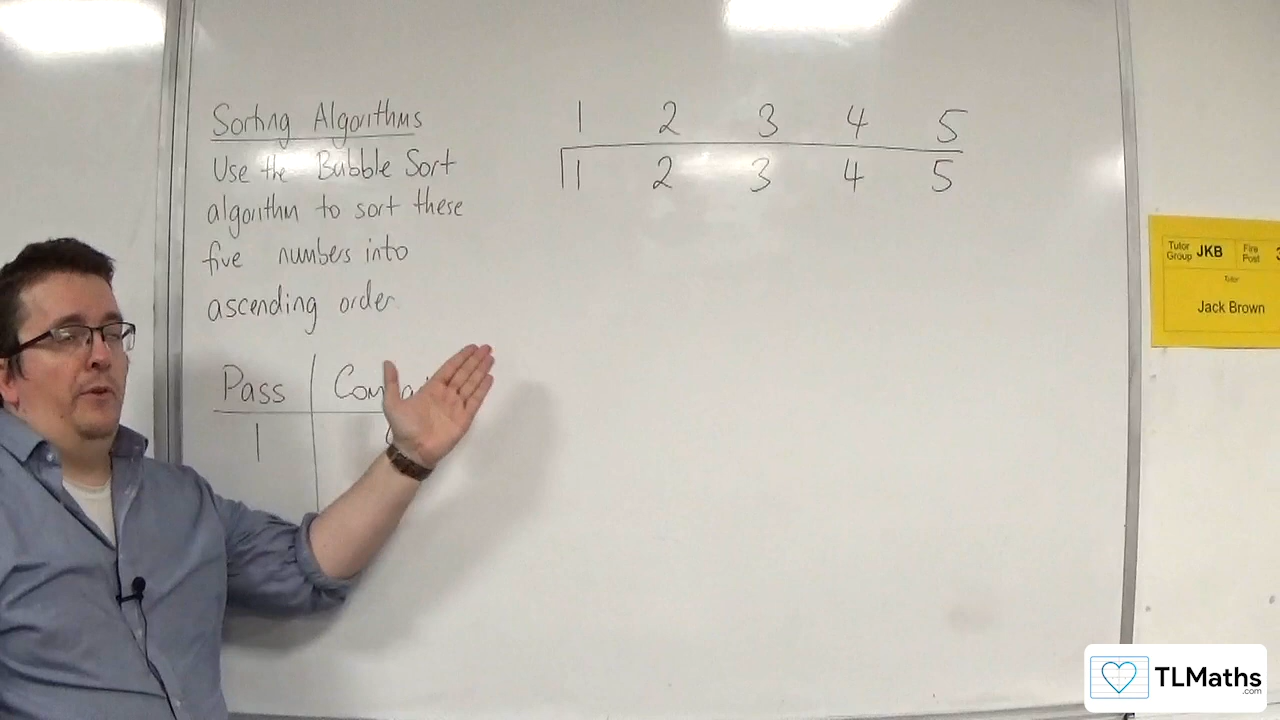 Sorting Algorithms
Use the Bubble Sort
algorithm to sort these
five numbers into
ascending order.
Pass
1
1 2 3 4 5
1 2 3 4 5
Tutor Group JKB Fire Post
Tutor
Jack Brown
TLMaths
.com